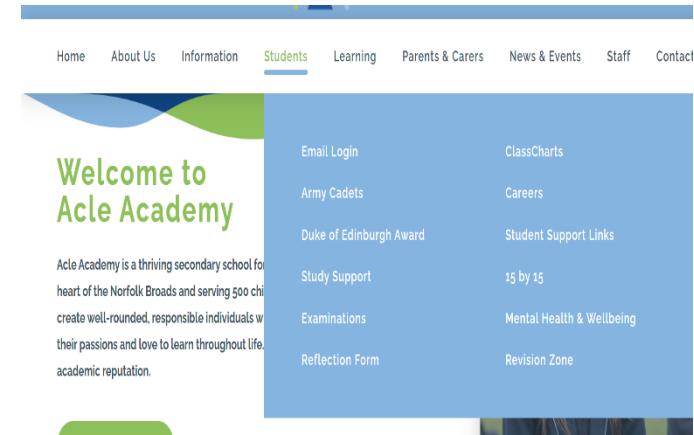 Home About Us Information Students Learning Parents & Carers News & Events Staff Contact
Welcome to
Acle Academy
Acle Academy is a thriving secondary school for
heart of the Norfolk Broads and serving 500 chi
create well-rounded, responsible individuals w
their passions and love to learn throughout life.
academic reputation.
Email Login ClassCharts
Army Cadets Careers
Duke of Edinburgh Award Student Support Links
Study Support 15 by 15
Examinations Mental Health & Wellbeing
Reflection Form Revision Zone